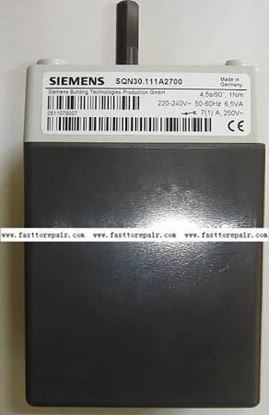 SIEMENS SQN30.111A2700 Made in Germany
Siemens Building Technologies Production GmbH 4,5s/90°, 1Nm
220-240V~ 50-60Hz 6,5VA
7(1) A, 250V~
0511070007
CE
www.fasttorepair.com www.fasttorepair.com www.fasttorepair.com